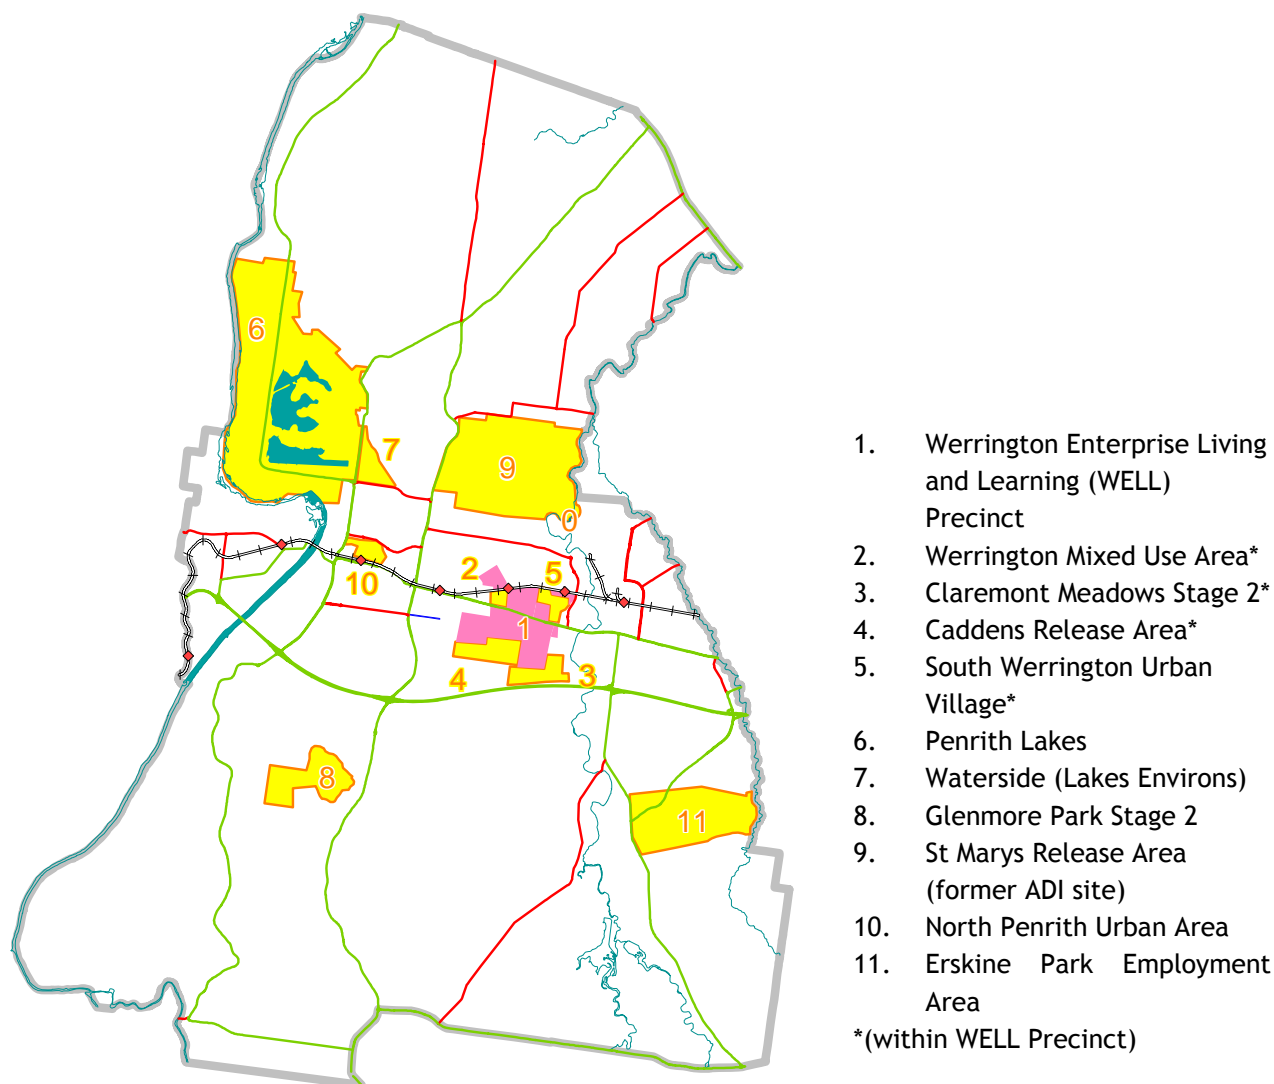 6
7
9
0
2
5
10
1
4
3
8
11
1. Werrington Enterprise Living
and Learning (WELL)
Precinct
2. Werrington Mixed Use Area*
3. Claremont Meadows Stage 2*
4. Caddens Release Area*
5. South Werrington Urban
Village*
6. Penrith Lakes
7. Waterside (Lakes Environs)
8. Glenmore Park Stage 2
9. St Marys Release Area
(former ADI site)
10. North Penrith Urban Area
11. Erskine Park Employment
Area
*(within WELL Precinct)